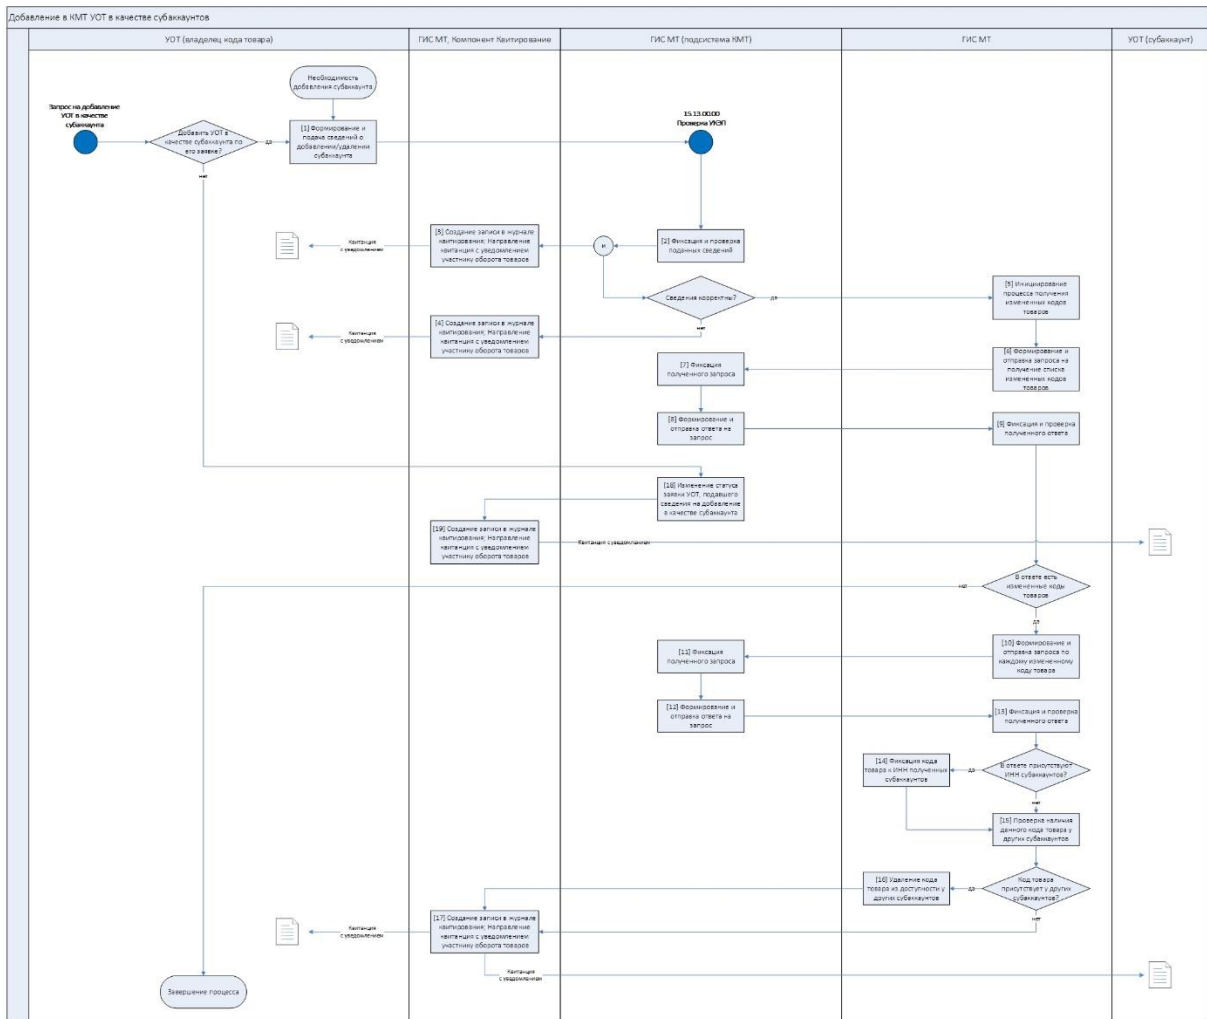 Добавление в КМТ УОТ в качестве субаккаунтов
УОТ (владелец кода товара)
ГИС МТ, Компонент Квитирование
ГИС МТ (подсистема КМТ)
ГИС МТ
УОТ (субаккаунт)
Необходимость
добавления субаккаунта
Запрос на добавление
УОТ в качестве
субаккаунта
Добавить УОТ в
качестве субаккаунта по
его заявке?
да
[1] Формирование и
подача сведений о
добавлении/удалении
субаккаунта
15.13.00.00
Проверка УКЭП
нет
[3] Создание записи в журнале
квитирования; Направление
квитанция с уведомлением
участнику оборота товаров
Квитанция
с уведомлением
и
[2] Фиксация и проверка
поданных сведений
Сведения корректны?
да
[5] Инициирование
процесса получения
измененных кодов
товаров
нет
[4] Создание записи в журнале
квитирования; Направление
квитанция с уведомлением
участнику оборота товаров
Квитанция
с уведомлением
[7] Фиксация
полученного запроса
[6] Формирование и
отправка запроса на
получение списка
измененных кодов
товаров
[8] Формирование и
отправка ответа на
запрос
[9] Фиксация и проверка
полученного ответа
[18] Изменение статуса
заявки УОТ, подавшего
сведения на добавление
в качестве субаккаунта
[19] Создание записи в журнале
квитирования; Направление
квитанция с уведомлением
участнику оборота товаров
Квитанция с уведомлением
В ответе есть
измененные коды
товаров
нет
да
[11] Фиксация
полученного запроса
[10] Формирование и
отправка запроса по
каждому измененному
коду товара
[12] Формирование и
отправка ответа на
запрос
[13] Фиксация и проверка
полученного ответа
[14] Фиксация кода
товара к ИНН полученных
субаккаунтов
да
В ответе присутствуют
ИНН субаккаунтов?
нет
[15] Проверка наличия
данного кода товара у
других субаккаунтов
[16] Удаление кода
товара из доступности у
других субаккаунтов
да
Код товара
присутствует у других
субаккаунтов?
нет
[17] Создание записи в журнале
квитирования; Направление
квитанция с уведомлением
участнику оборота товаров
Квитанция
с уведомлением
Квитанция
с уведомлением
Завершение процесса